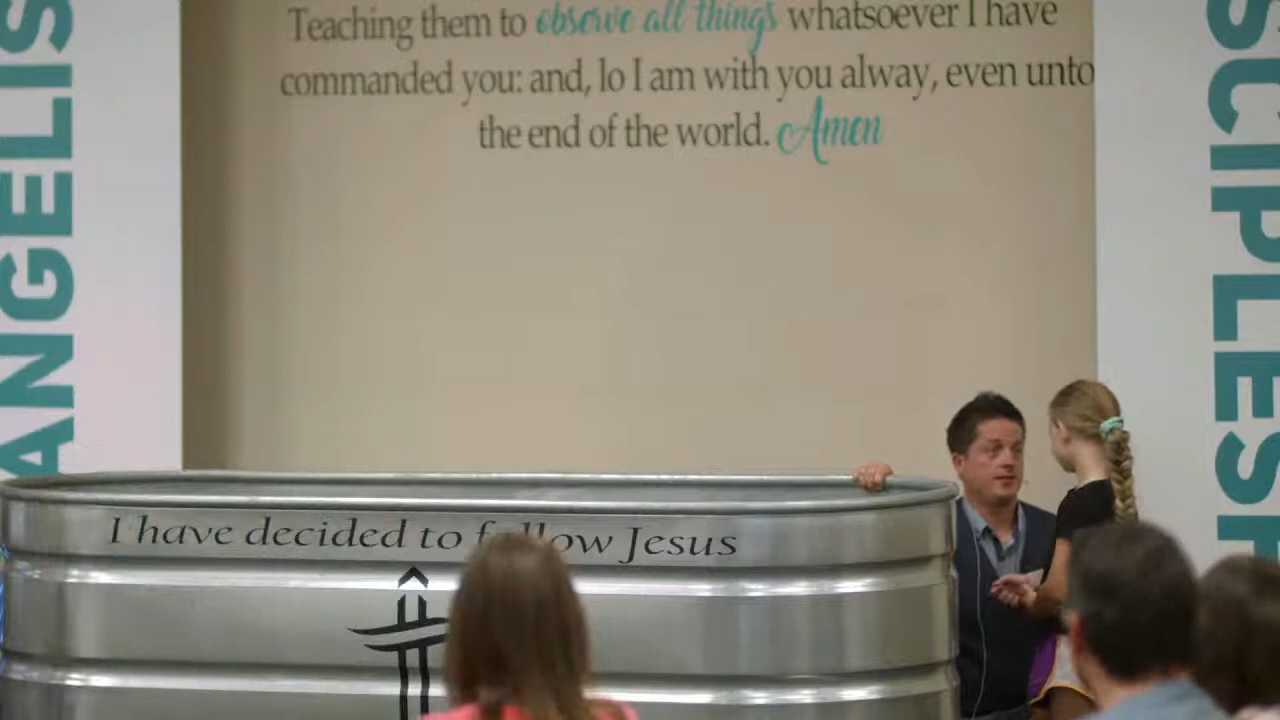 Teaching them to observe all things whatsoever I have
commanded you: and, lo I am with you alway, even unto
the end of the world. Amen
ANGELIS
SCIPLESH
I have decided to follow Jesus